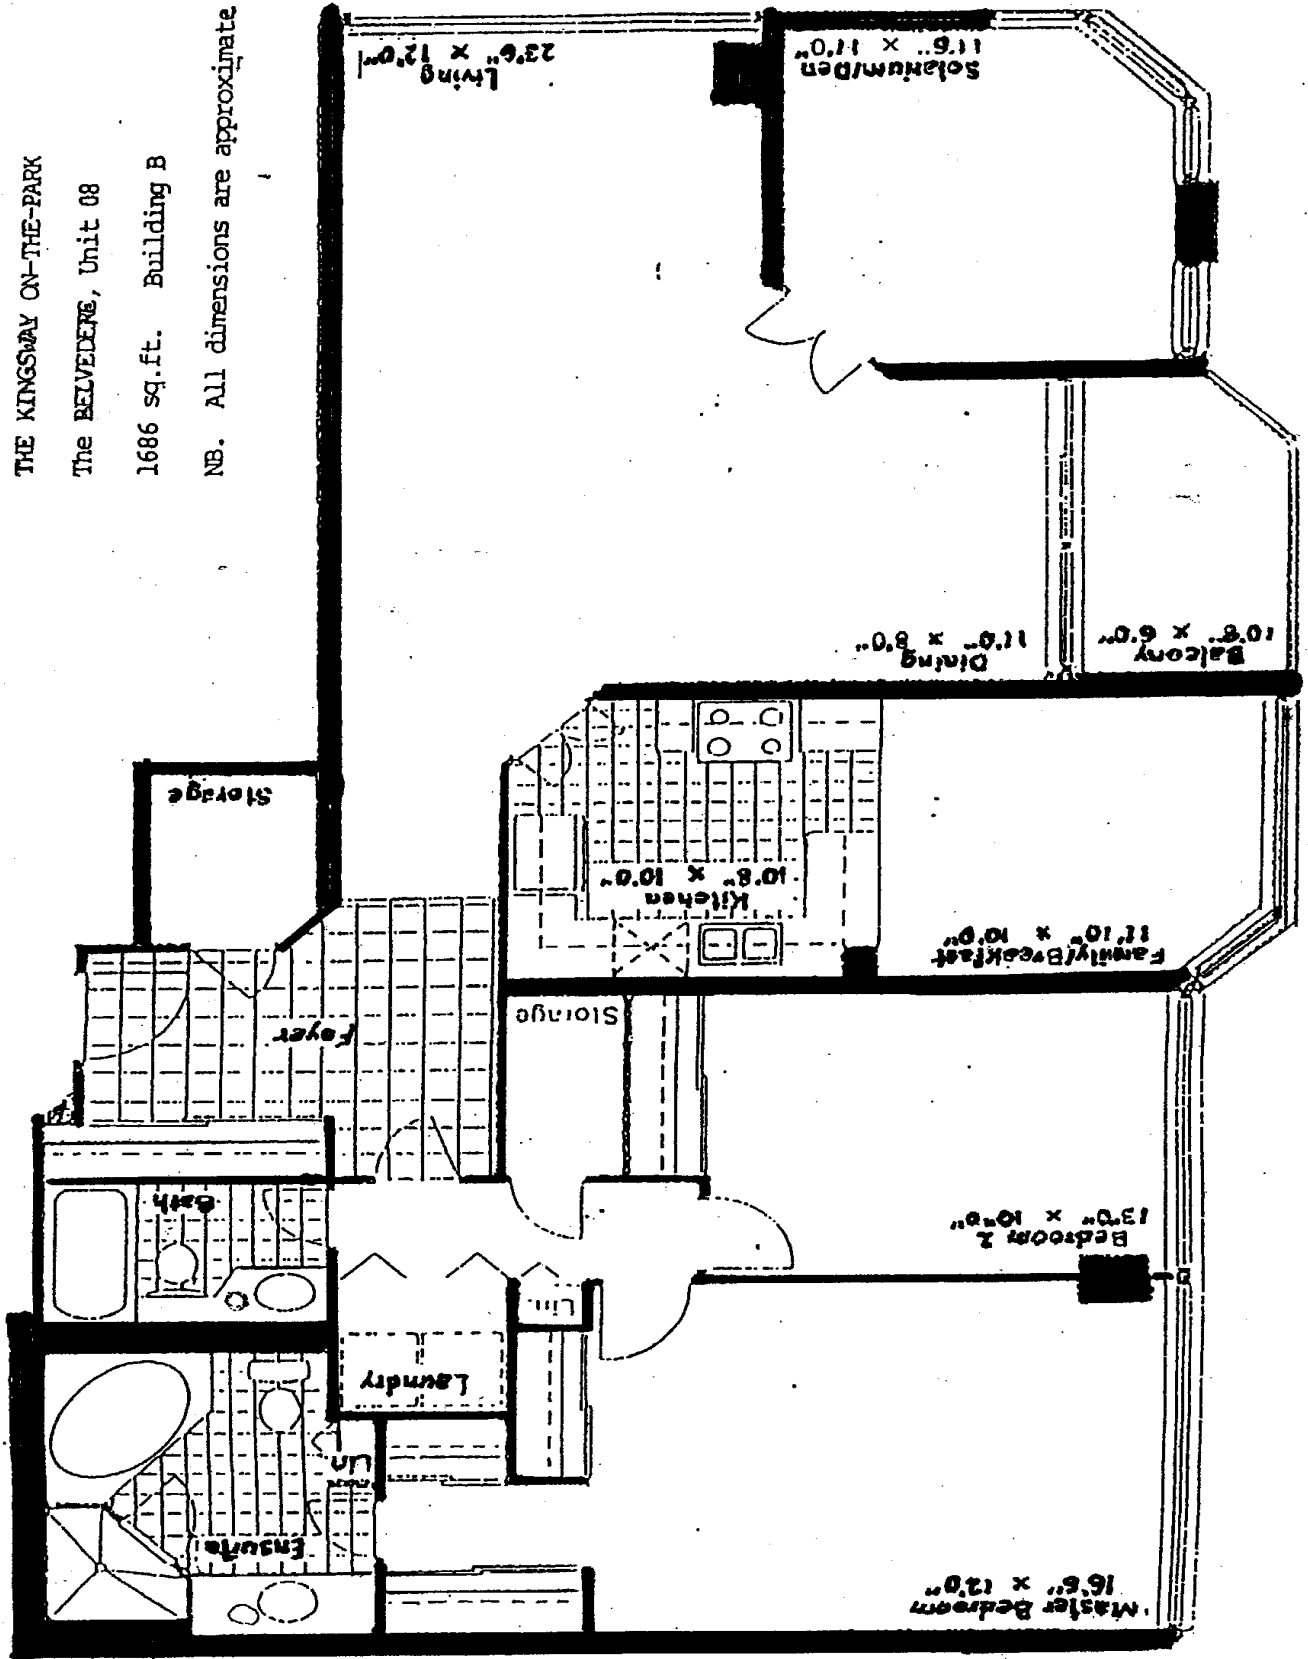 THE KINGSWAY ON-THE-PARK
The BELVEDERE, Unit 08
1686 sq.ft. Building B
NB. All dimensions are approximate
Living
23'6" x 12'0"
Solarium/Den
11'6" x 11'0"
Dining
11'0" x 8'0"
Balcony
10'8" x 6'0"
Storage
Kitchen
10'8" x 10'0"
Family/Breakfast
11'10" x 10'0"
Foyer
Storage
Bath
Bedroom 2
13'0" x 10'0"
Lin.
Laundry
Lin
Ensuite
Master Bedroom
16'6" x 12'0"